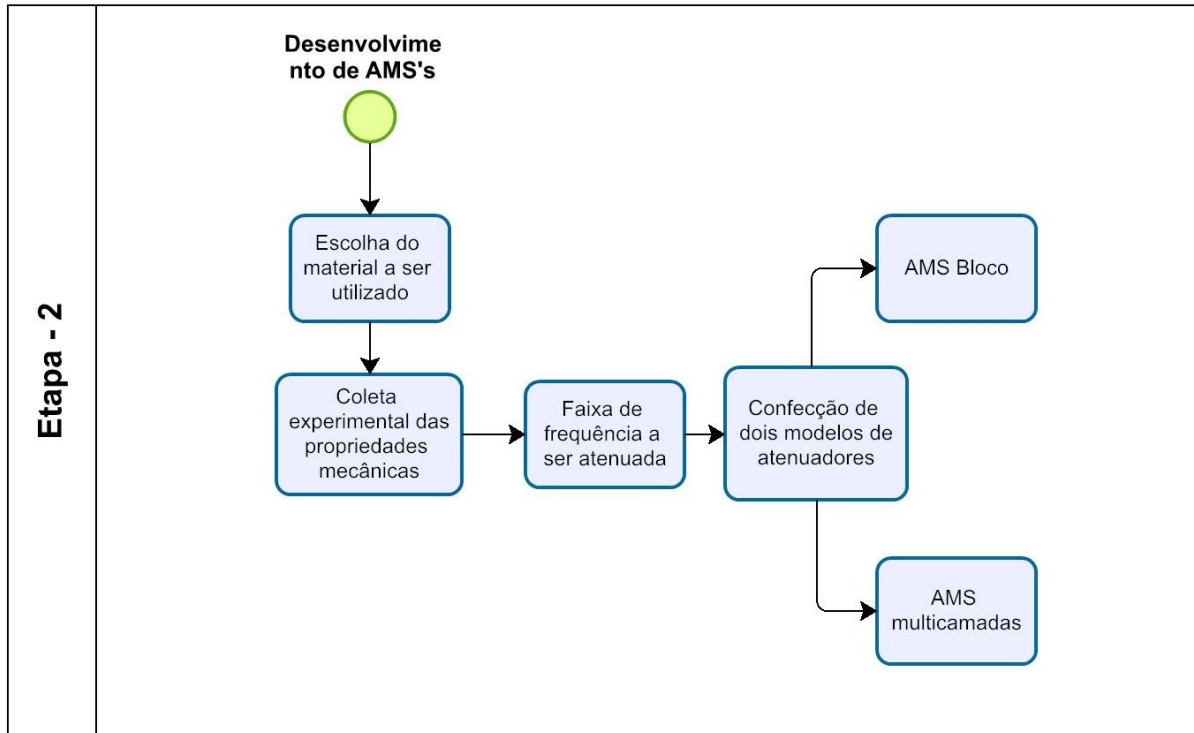 Etapa - 2
Desenvolvime
nto de AMS's
Escolha do
material a ser
utilizado
Coleta
experimental das
propriedades
mecânicas
Faixa de
frequência a
ser atenuada
Confecção de
dois modelos de
atenuadores
AMS Bloco
AMS
multicamadas